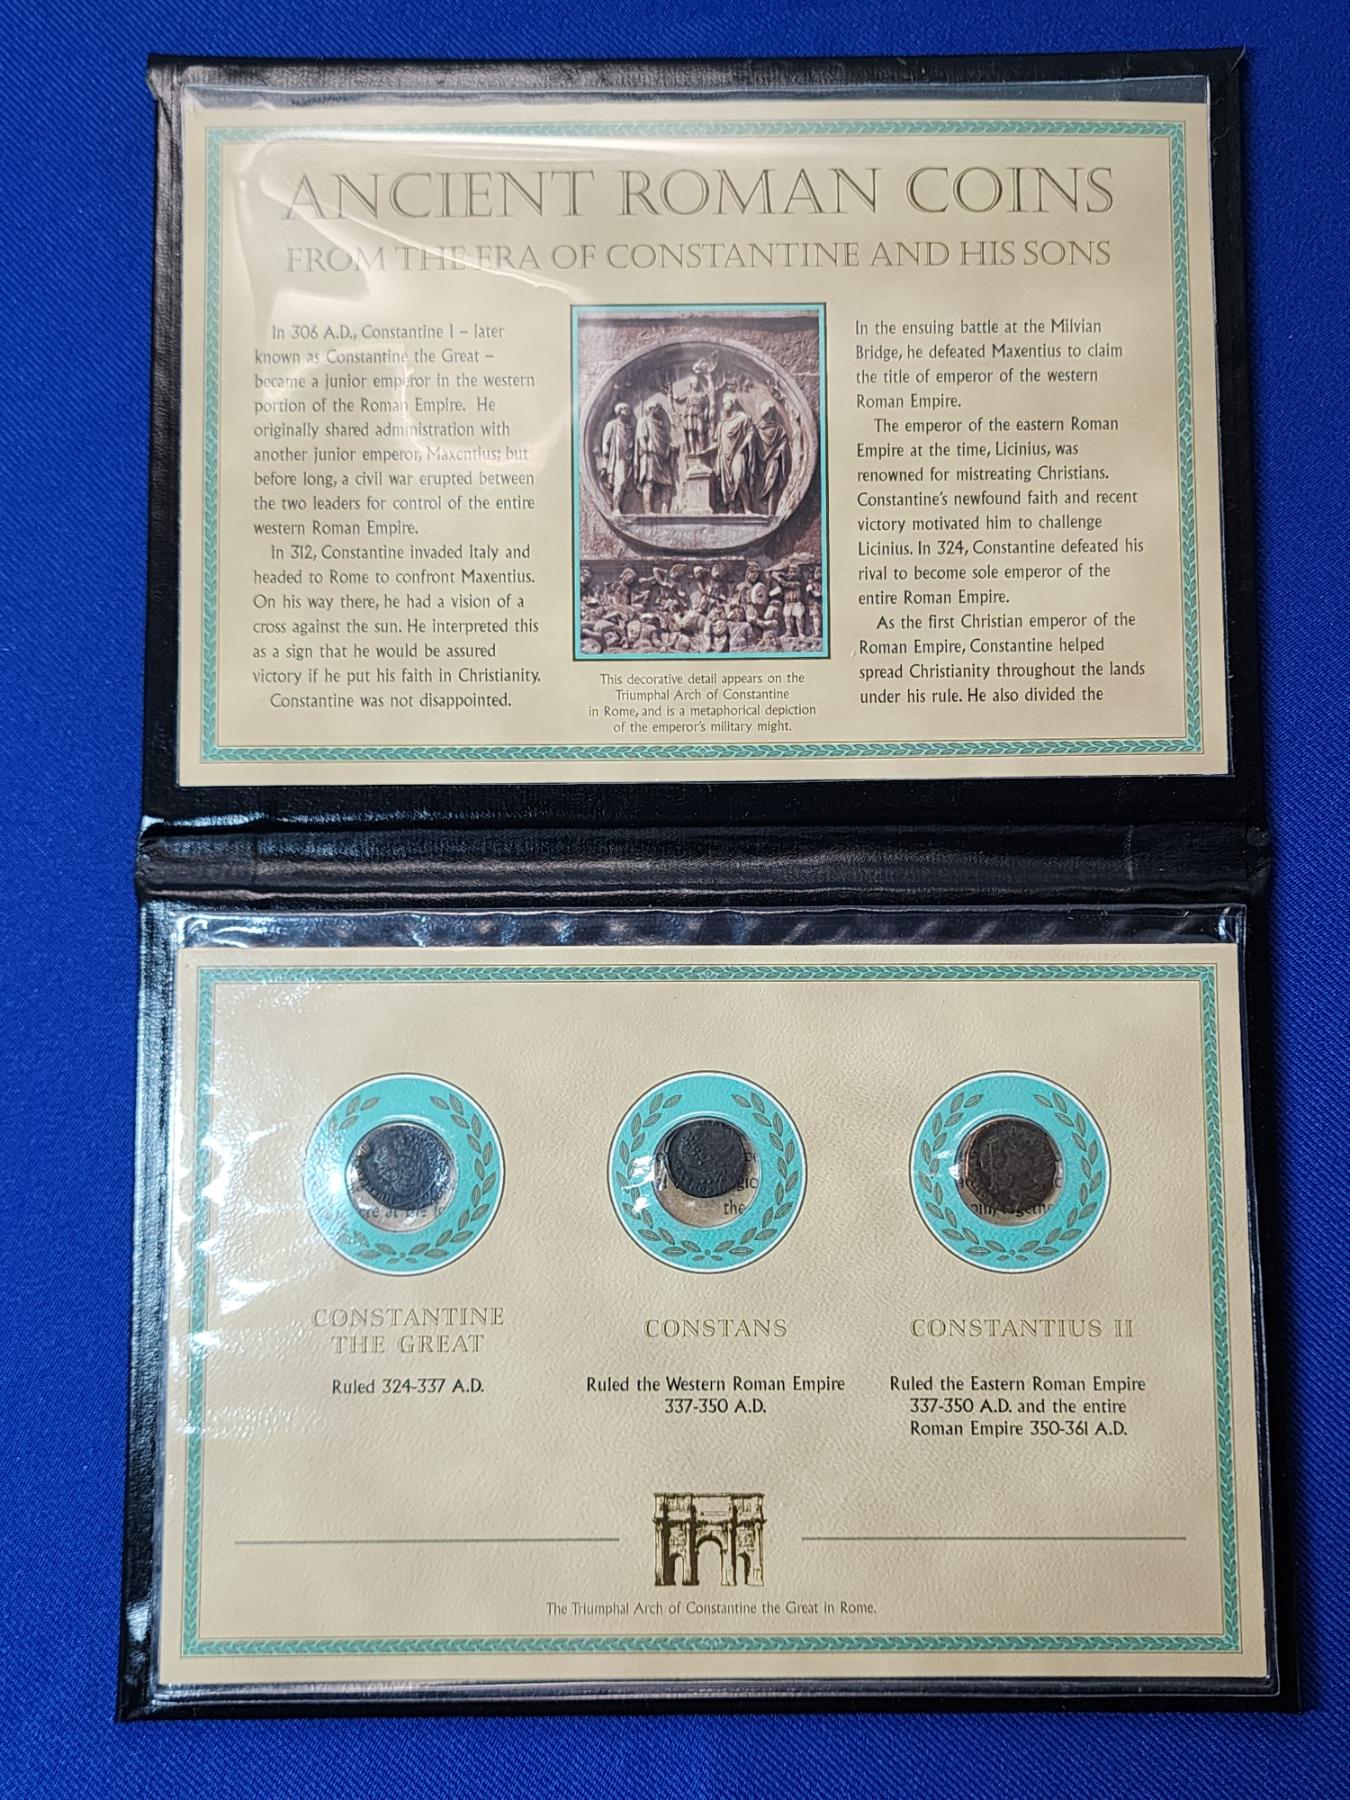 ANCIENT ROMAN COINS
FROM THE ERA OF CONSTANTINE AND HIS SONS
In 306 A.D., Constantine I – later
known as Constantine the Great –
became a junior emperor in the western
portion of the Roman Empire. He
originally shared administration with
another junior emperor, Maxentius; but
before long, a civil war erupted between
the two leaders for control of the entire
western Roman Empire.
In 312, Constantine invaded Italy and
headed to Rome to confront Maxentius.
On his way there, he had a vision of a
cross against the sun. He interpreted this
as a sign that he would be assured
victory if he put his faith in Christianity.
Constantine was not disappointed.
This decorative detail appears on the
Triumphal Arch of Constantine
in Rome, and is a metaphorical depiction
of the emperor's military might.
In the ensuing battle at the Milvian
Bridge, he defeated Maxentius to claim
the title of emperor of the western
Roman Empire.
The emperor of the eastern Roman
Empire at the time, Licinius, was
renowned for mistreating Christians.
Constantine's newfound faith and recent
victory motivated him to challenge
Licinius. In 324, Constantine defeated his
rival to become sole emperor of the
entire Roman Empire.
As the first Christian emperor of the
Roman Empire, Constantine helped
spread Christianity throughout the lands
under his rule. He also divided the
the
CONSTANTINE
THE GREAT
Ruled 324-337 A.D.
CONSTANS
Ruled the Western Roman Empire
337-350 A.D.
CONSTANTIUS II
Ruled the Eastern Roman Empire
337-350 A.D. and the entire
Roman Empire 350-361 A.D.
The Triumphal Arch of Constantine the Great in Rome.